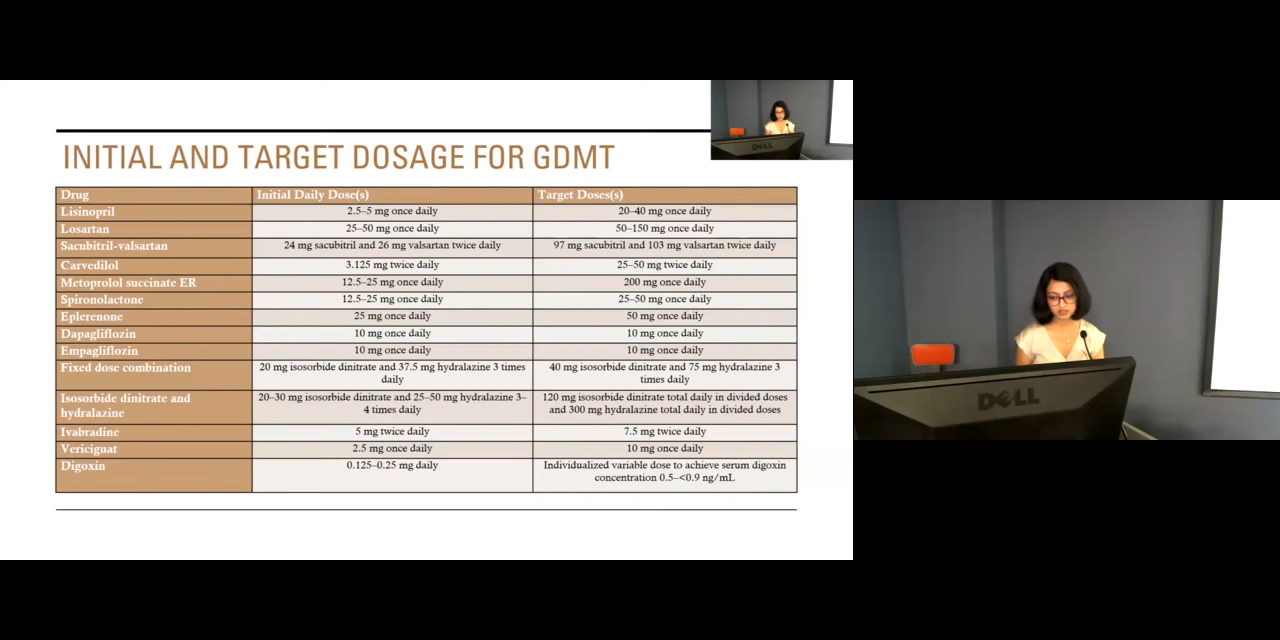 INITIAL AND TARGET DOSAGE FOR GDMT
Drug Initial Daily Dose(s) Target Doses(s)
Lisinopril 2.5–5 mg once daily 20–40 mg once daily
Losartan 25–50 mg once daily 50–150 mg once daily
Sacubitril-valsartan 24 mg sacubitril and 26 mg valsartan twice daily 97 mg sacubitril and 103 mg valsartan twice daily
Carvedilol 3.125 mg twice daily 25–50 mg twice daily
Metoprolol succinate ER 12.5–25 mg once daily 200 mg once daily
Spironolactone 12.5–25 mg once daily 25–50 mg once daily
Eplerenone 25 mg once daily 50 mg once daily
Dapagliflozin 10 mg once daily 10 mg once daily
Empagliflozin 10 mg once daily 10 mg once daily
Fixed dose combination 20 mg isosorbide dinitrate and 37.5 mg hydralazine 3 times 40 mg isosorbide dinitrate and 75 mg hydralazine 3
daily times daily
Isosorbide dinitrate and 20–30 mg isosorbide dinitrate and 25–50 mg hydralazine 3– 120 mg isosorbide dinitrate total daily in divided doses
hydralazine 4 times daily and 300 mg hydralazine total daily in divided doses
Ivabradine 5 mg twice daily 7.5 mg twice daily
Vericiguat 2.5 mg once daily 10 mg once daily
Digoxin 0.125–0.25 mg daily Individualized variable dose to achieve serum digoxin
concentration 0.5–<0.9 ng/mL
DELL
DELL